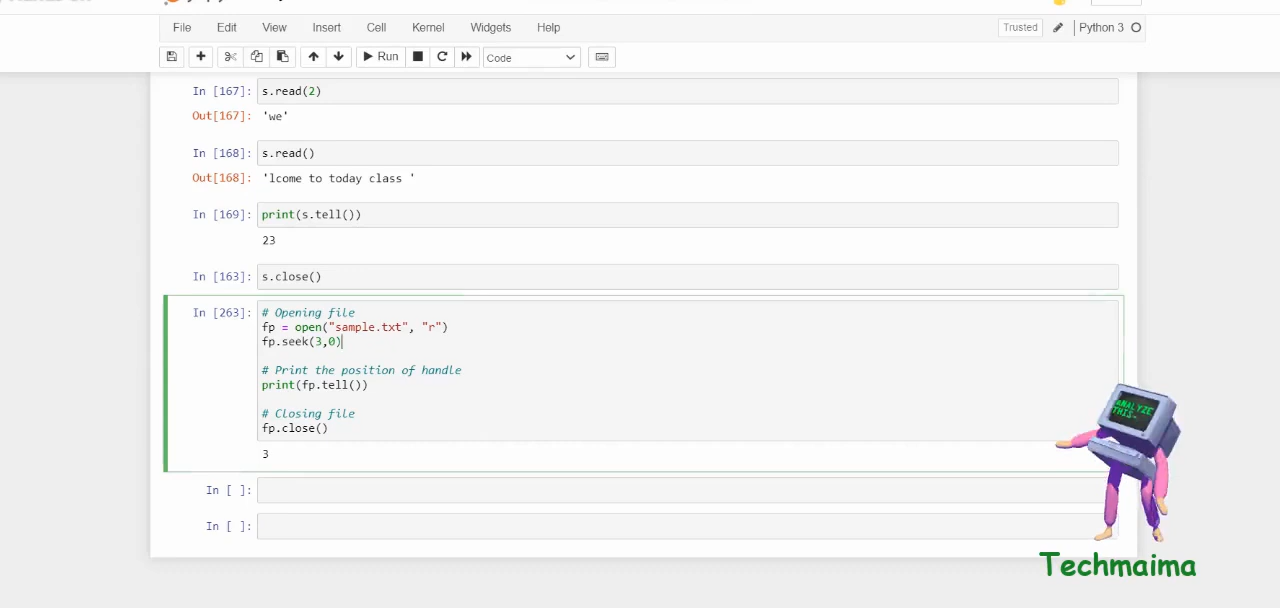 File Edit View Insert Cell Kernel Widgets Help Trusted Python 3
Run Code
In [167]: s.read(2)
Out[167]: 'we'
In [168]: s.read()
Out[168]: 'lcome to today class '
In [169]: print(s.tell())
23
In [163]: s.close()
In [263]: # Opening file
fp = open("sample.txt", "r")
fp.seek(3,0)
# Print the position of handle
print(fp.tell())
# Closing file
fp.close()
3
In [ ]:
In [ ]:
ANALYZE
THIS-
Techmaima